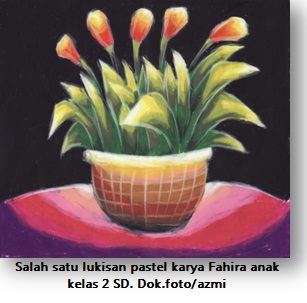 Salah satu lukisan pastel karya Fahira anak
kelas 2 SD. Dok.foto/azmi